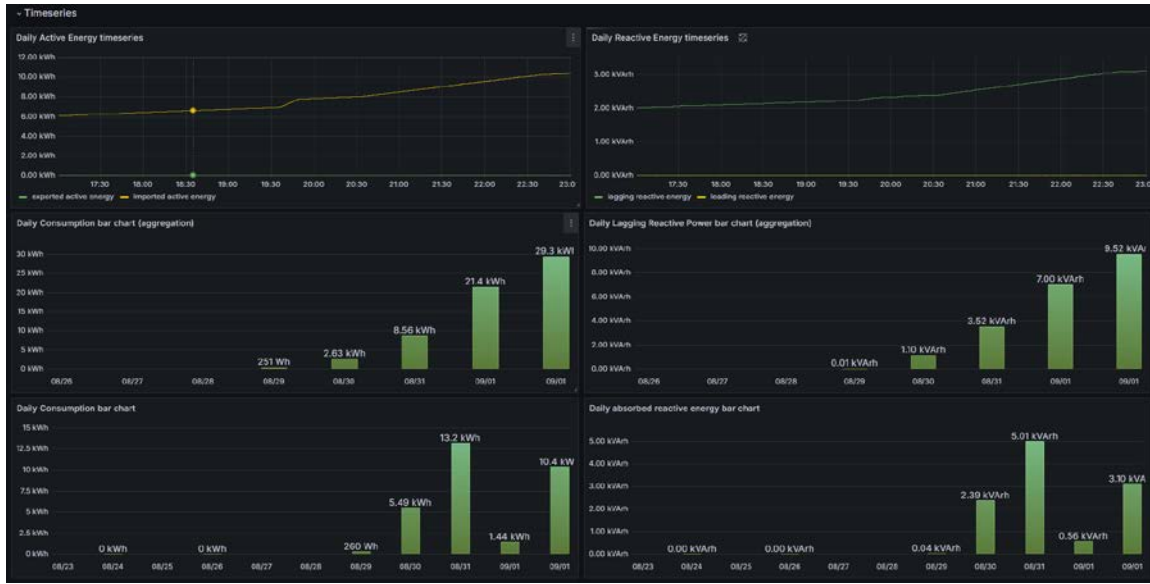 Timeseries
Daily Active Energy timeseries
12.00 kWh
10.00 kWh
8.00 kWh
6.00 kWh
4.00 kWh
2.00 kWh
0.00 kWh
17:30 18:00 18:30 19:00 19:30 20:00 20:30 21:00 21:30 22:00 22:30 23:0
exported active energy imported active energy
Daily Reactive Energy timeseries
3.00 kVArh
2.00 kVArh
1.00 kVArh
0.00 kVArh
17:30 18:00 18:30 19:00 19:30 20:00 20:30 21:00 21:30 22:00 22:30 23:0
lagging reactive energy leading reactive energy
Daily Consumption bar chart (aggregation)
30 kWh
25 kWh
20 kWh
15 kWh
10 kWh
5 kWh
0 kWh
251 Wh 2.63 kWh 8.56 kWh 21.4 kWh 29.3 kWl
08/26 08/27 08/28 08/29 08/30 08/31 09/01 09/01
Daily Lagging Reactive Power bar chart (aggregation)
10.00 kVArh
8.00 kVArh
6.00 kVArh
4.00 kVArh
2.00 kVArh
0.00 kVArh
0.01 kVArh 1.10 kVArh 3.52 kVArh 7.00 kVArh 9.52 kVAr
08/26 08/27 08/28 08/29 08/30 08/31 09/01 09/01
Daily Consumption bar chart
15 kWh
12.5 kWh
10 kWh
7.5 kWh
5 kWh
2.5 kWh
0 kWh
0 kWh 0 kWh 260 Wh 5.49 kWh 13.2 kWh 1.44 kWh 10.4 kW
08/23 08/24 08/25 08/26 08/27 08/28 08/29 08/30 08/31 09/01 09/01
Daily absorbed reactive energy bar chart
5.00 kVArh
4.00 kVArh
3.00 kVArh
2.00 kVArh
1.00 kVArh
0.00 kVArh
0.00 kVArh 0.00 kVArh 0.04 kVArh 2.39 kVArh 5.01 kVArh 0.56 kVArh 3.10 kVA
08/23 08/24 08/25 08/26 08/27 08/28 08/29 08/30 08/31 09/01 09/01